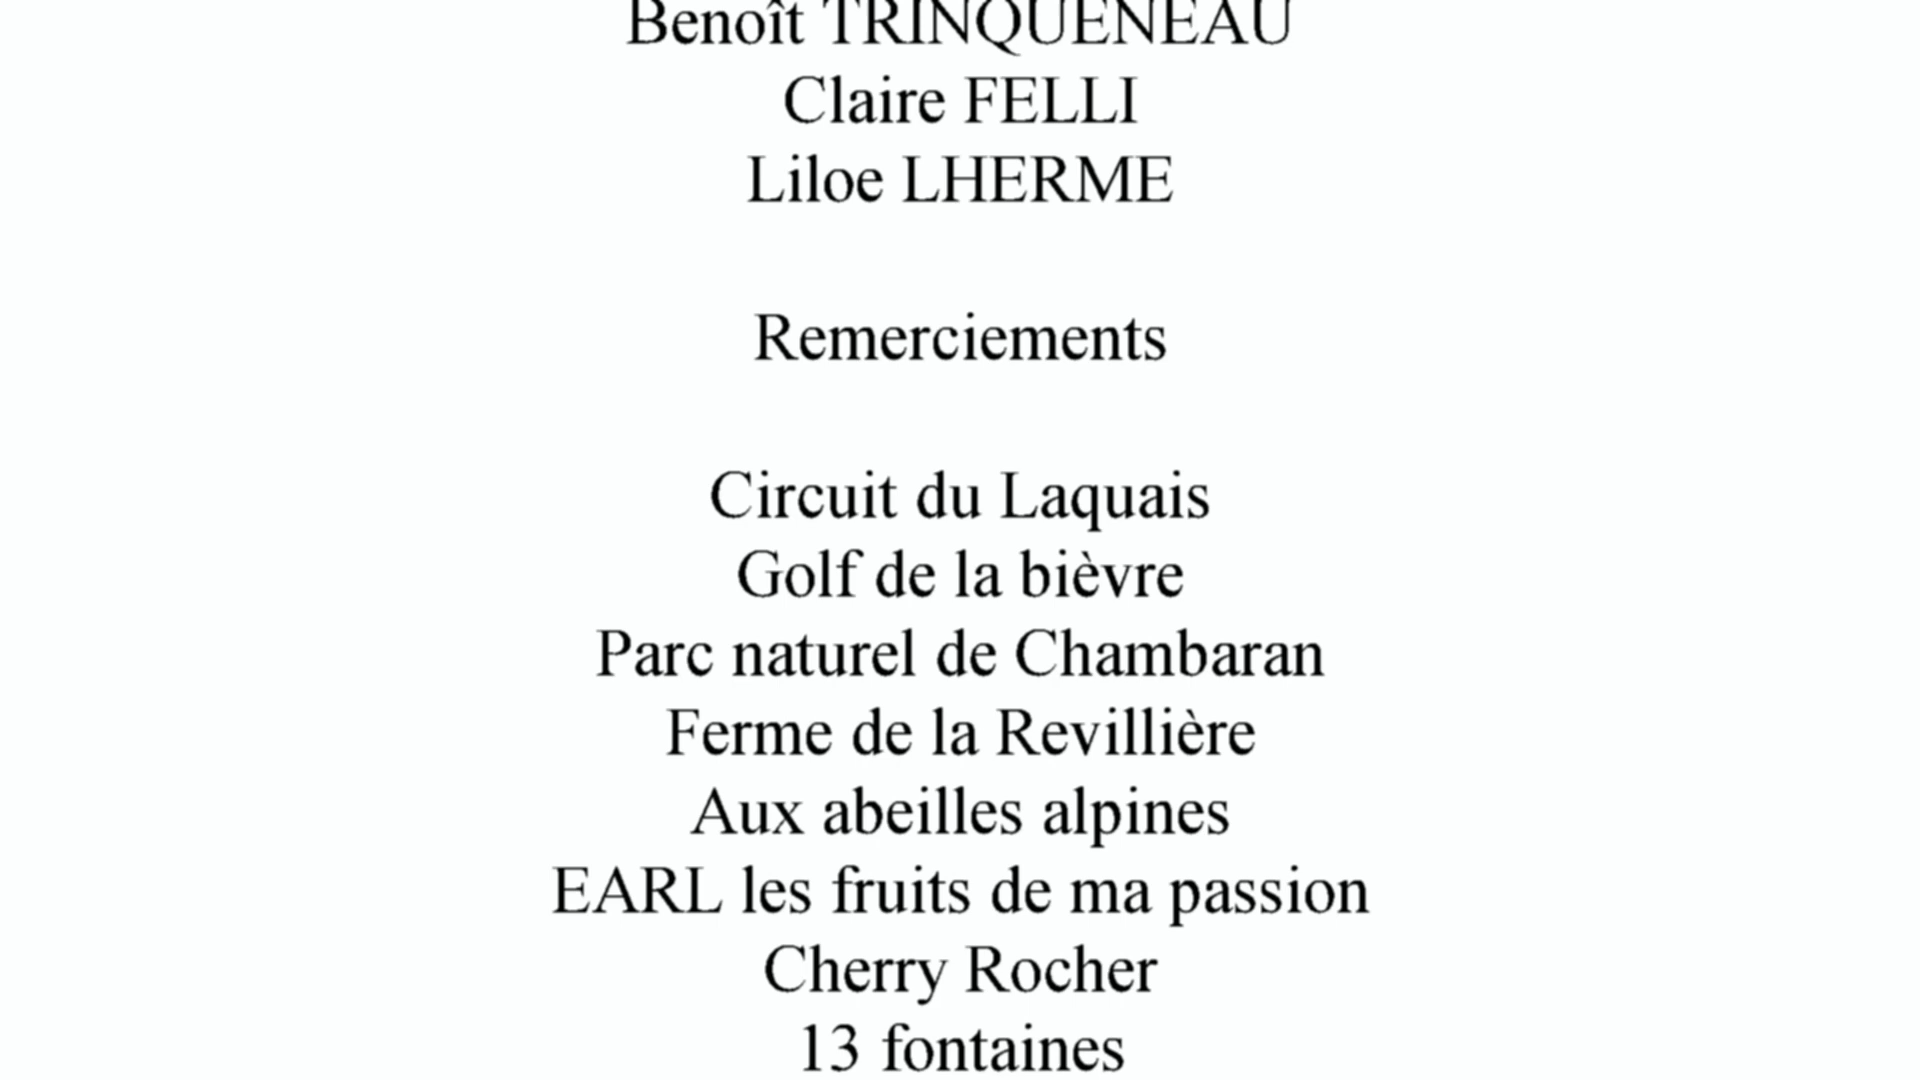 Benoît TRINQUENEAU
Claire FELLI
Liloe LHERME
Remerciements
Circuit du Laquais
Golf de la bièvre
Parc naturel de Chambaran
Ferme de la Revillière
Aux abeilles alpines
EARL les fruits de ma passion
Cherry Rocher
13 fontaines